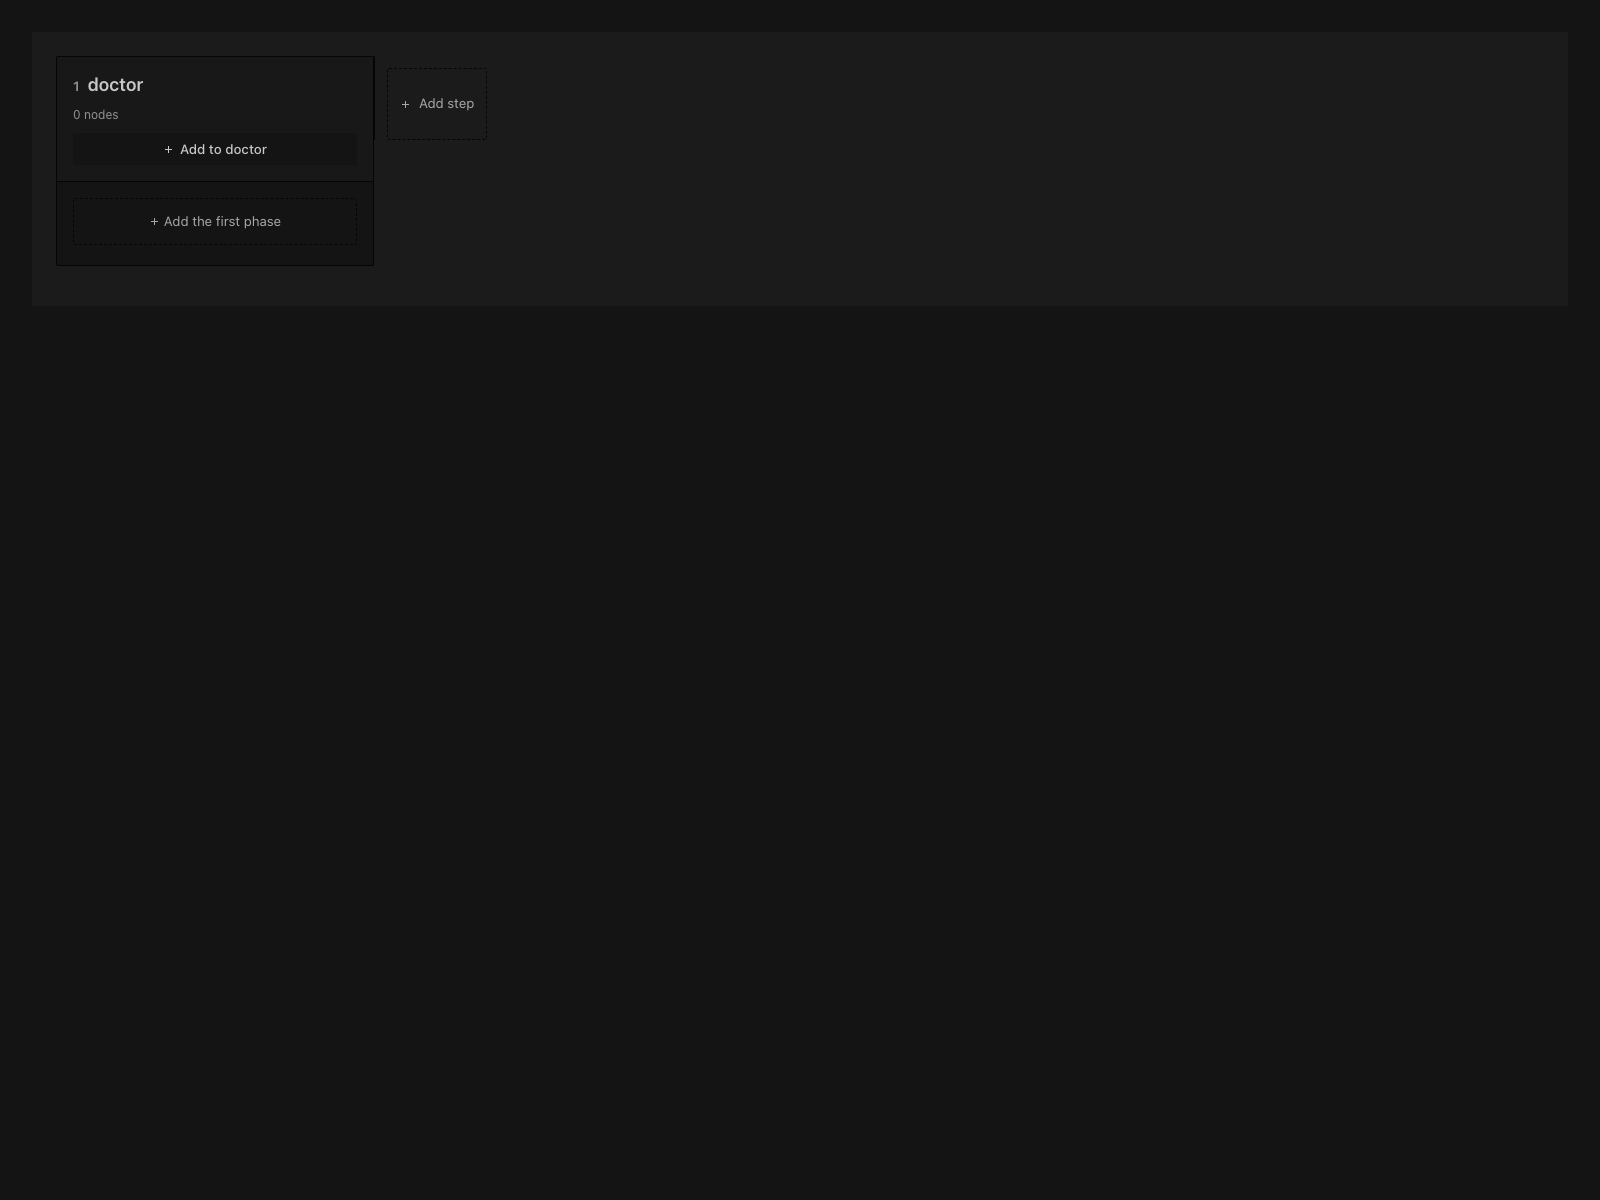 1 doctor
0 nodes
+ Add to doctor
+ Add the first phase
+ Add step